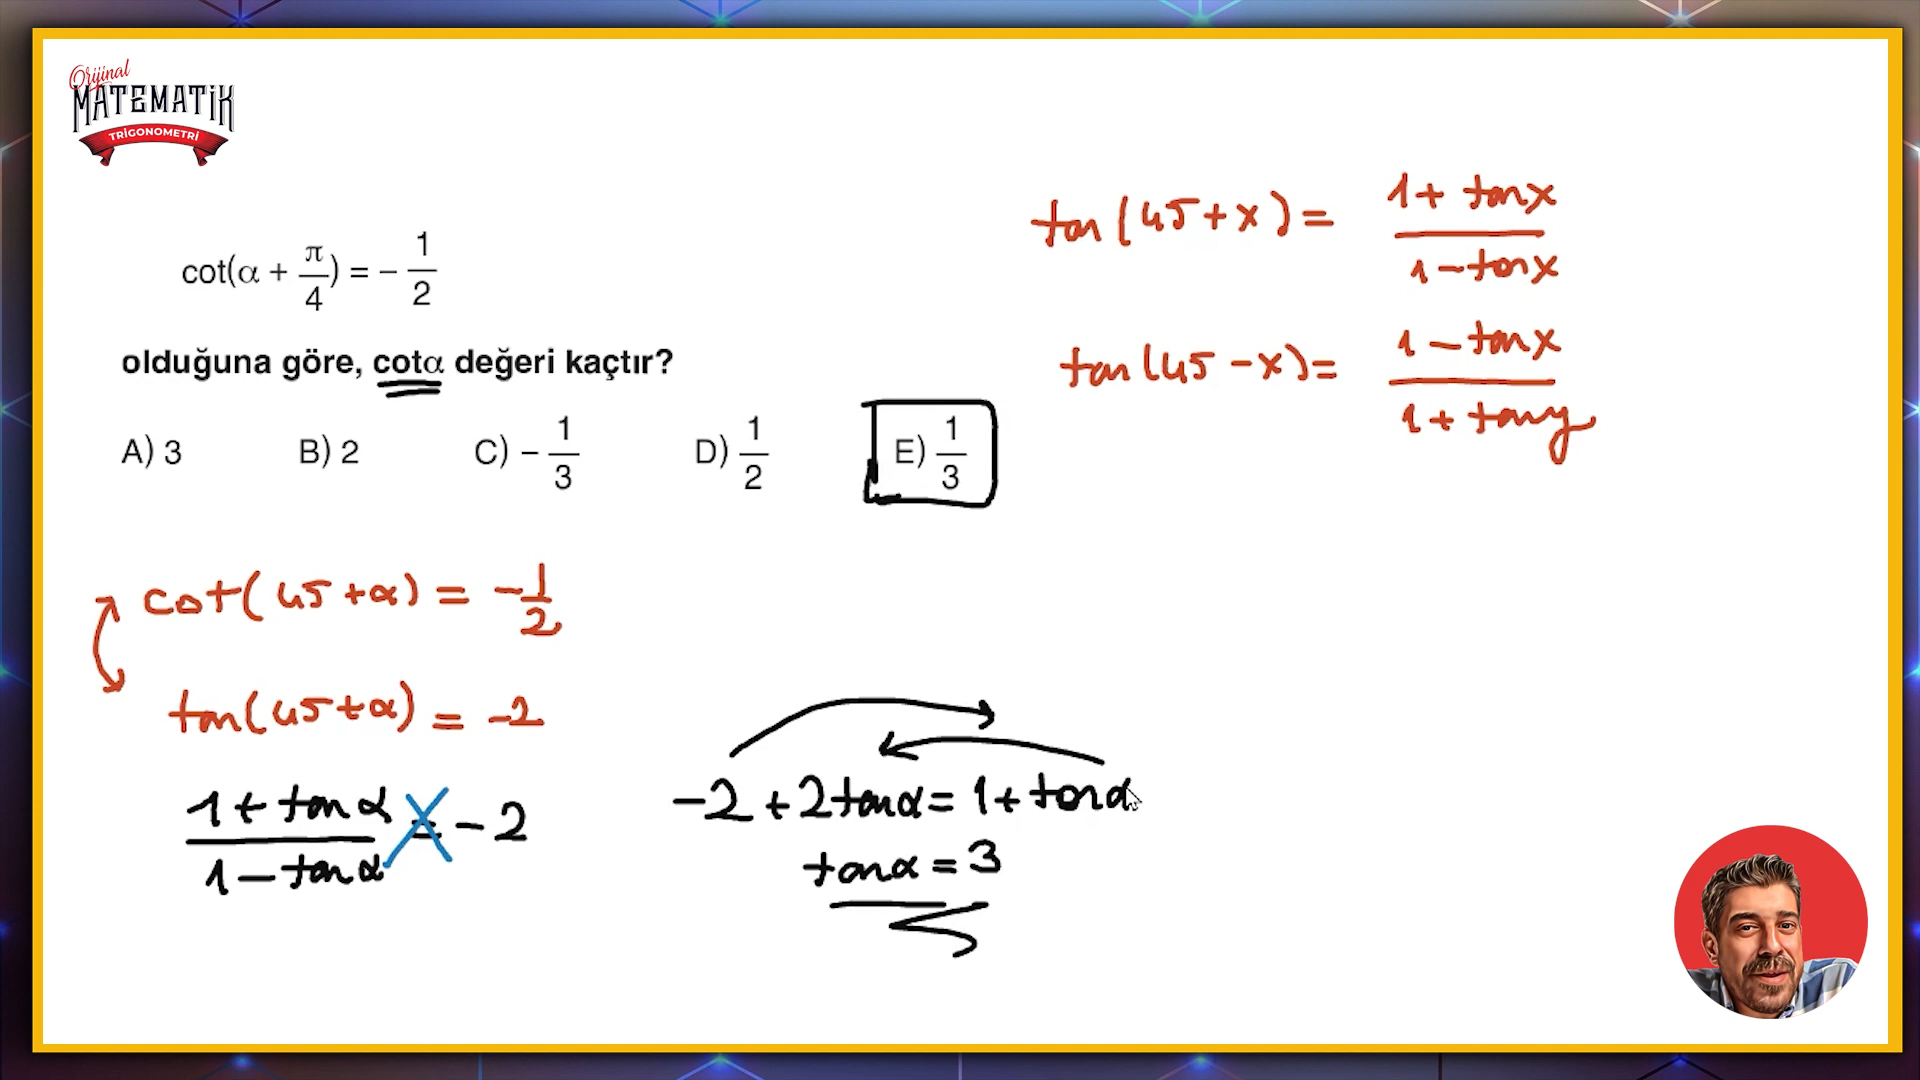 Orijinal
MATEMATİK
TRİGONOMETRİ
cot(α + π/4) = - 1/2
olduğuna göre, cotα değeri kaçtır?
A) 3 B) 2 C) - 1/3 D) 1/2 E) 1/3
tan(45+x) = (1 + tanx)/(1 - tanx)
tan(45-x) = (1 - tanx)/(1 + tany)
cot(45+α) = -1/2
tan(45+α) = -2
(1 + tanα)/(1 - tanα) = -2
-2 + 2tanα = 1 + tanα
tanα = 3